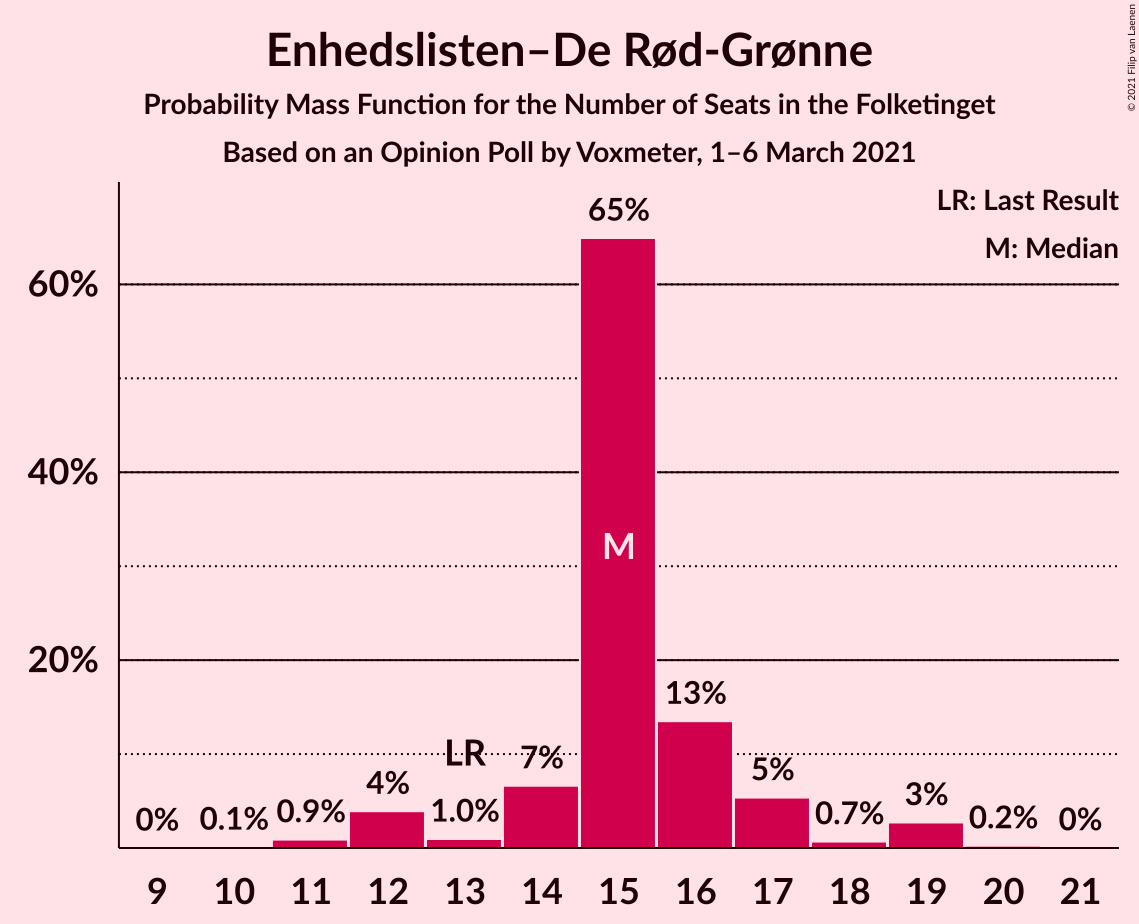 Enhedslisten–De Rød-Grønne
Probability Mass Function for the Number of Seats in the Folketinget
Based on an Opinion Poll by Voxmeter, 1–6 March 2021
© 2021 Filip van Laenen
LR: Last Result
M: Median
60%
40%
20%
0%
0.1%
0.9%
4%
LR
1.0%
7%
65%
M
13%
5%
0.7%
3%
0.2%
0%
9 10 11 12 13 14 15 16 17 18 19 20 21